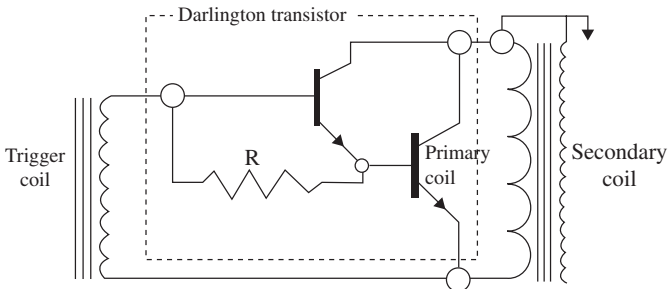 Darlington transistor
Trigger
coil
R
Primary
coil
Secondary
coil